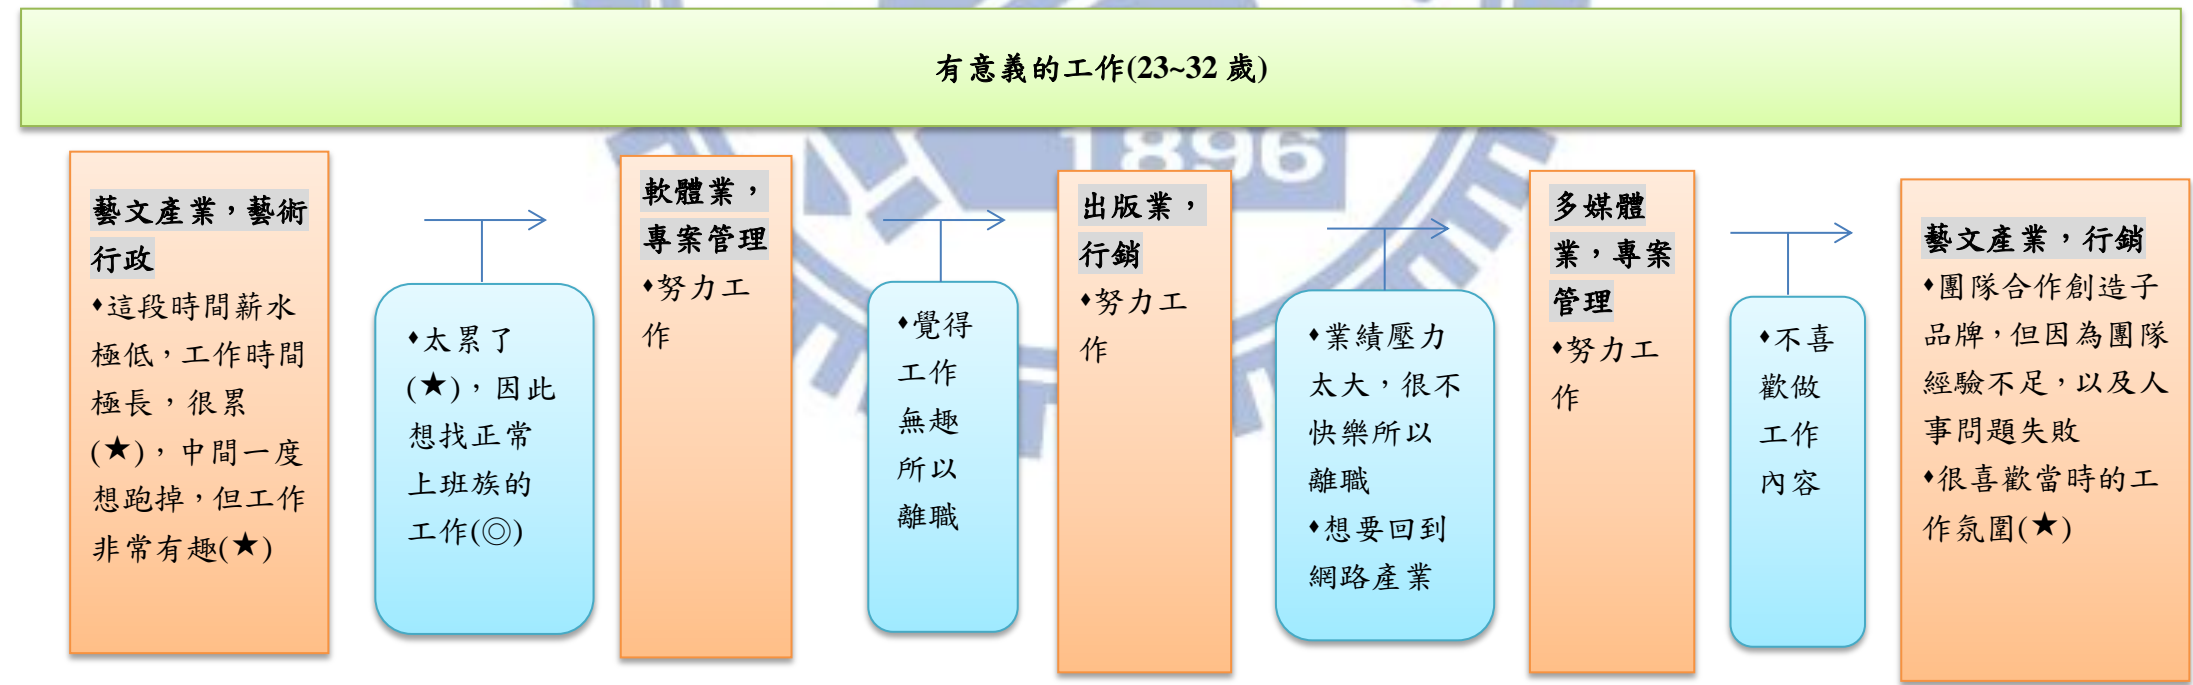 有意義的工作(23~32 歲)
1896
藝文產業，藝術
行政
♦這段時間薪水
極低，工作時間
極長，很累
(★)，中間一度
想跑掉，但工作
非常有趣(★)
♦太累了
(★)，因此
想找正常
上班族的
工作(◎)
軟體業，
專案管理
♦努力工
作
♦覺得
工作
無趣
所以
離職
出版業，
行銷
♦努力工
作
♦業績壓力
太大，很不
快樂所以
離職
♦想要回到
網路產業
多媒體
業，專案
管理
♦努力工
作
♦不喜
歡做
工作
內容
藝文產業，行銷
♦團隊合作創造子
品牌，但因為團隊
經驗不足，以及人
事問題失敗
♦很喜歡當時的工
作氛圍(★)